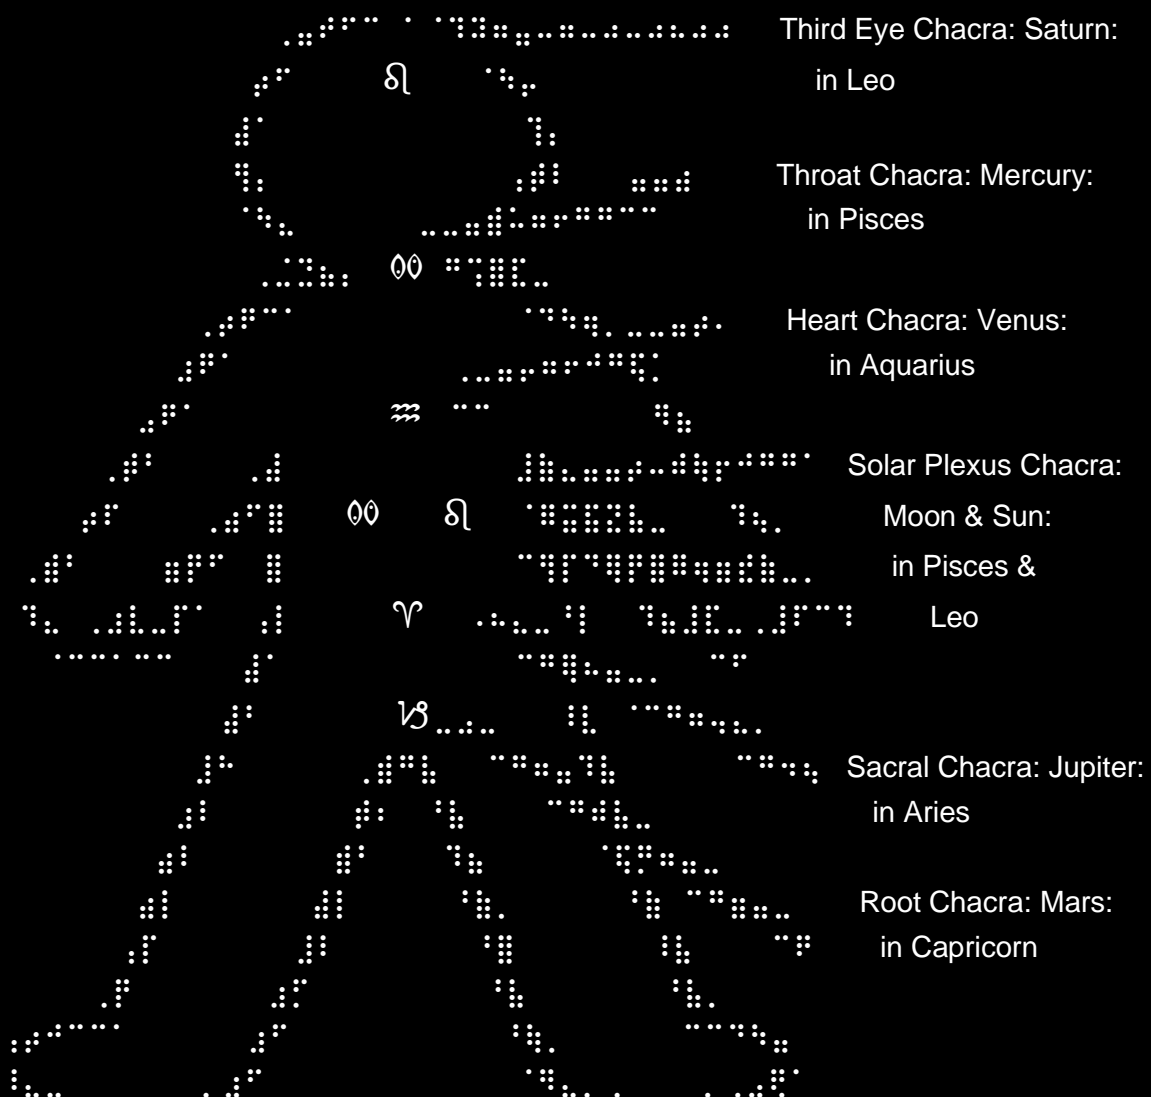 Third Eye Chacra: Saturn:
in Leo
♌
Throat Chacra: Mercury:
in Pisces
Heart Chacra: Venus:
in Aquarius
♒
Solar Plexus Chacra:
♌
Moon & Sun:
in Pisces &
♈
Leo
♑
Sacral Chacra: Jupiter:
in Aries
Root Chacra: Mars:
in Capricorn